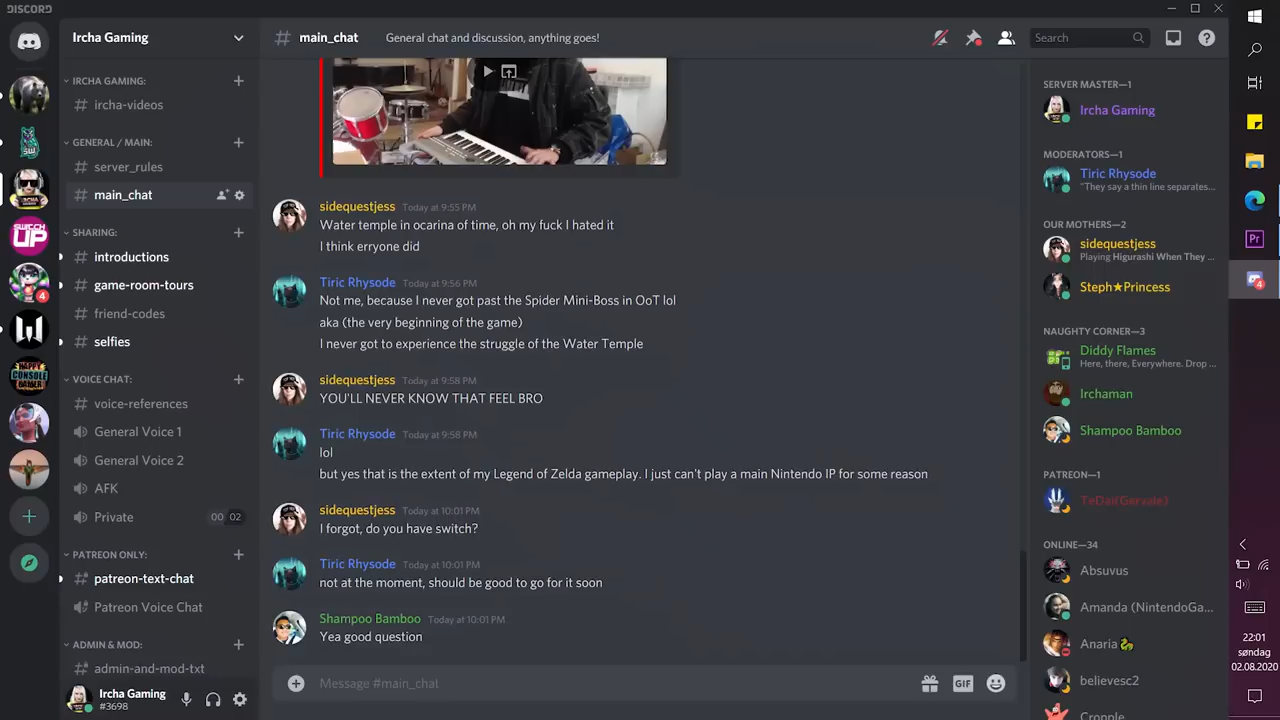 DISCORD
Ircha Gaming
IRCHA GAMING:
ircha-videos
GENERAL / MAIN:
server_rules
main_chat
SHARING:
introductions
game-room-tours
friend-codes
selfies
VOICE CHAT:
voice-references
General Voice 1
General Voice 2
AFK
Private 00 02
PATREON ONLY:
patreon-text-chat
Patreon Voice Chat
ADMIN & MOD:
admin-and-mod-txt
Ircha Gaming
#3698
SWITCH
UP
4
HAPPY
CONSOLE
GAMER
# main_chat General chat and discussion, anything goes!
Search
sidequestjess Today at 9:55 PM
Water temple in ocarina of time, oh my fuck I hated it
I think erryone did
Tiric Rhysode Today at 9:56 PM
Not me, because I never got past the Spider Mini-Boss in OoT lol
aka (the very beginning of the game)
I never got to experience the struggle of the Water Temple
sidequestjess Today at 9:58 PM
YOU'LL NEVER KNOW THAT FEEL BRO
Tiric Rhysode Today at 9:58 PM
lol
but yes that is the extent of my Legend of Zelda gameplay. I just can't play a main Nintendo IP for some reason
sidequestjess Today at 10:01 PM
I forgot, do you have switch?
Tiric Rhysode Today at 10:01 PM
not at the moment, should be good to go for it soon
Shampoo Bamboo Today at 10:01 PM
Yea good question
Message #main_chat
GIF
SERVER MASTER—1
Ircha Gaming
MODERATORS—1
Tiric Rhysode
"They say a thin line separates...
OUR MOTHERS—2
sidequestjess
Playing Higurashi When They ...
Steph★Princess
NAUGHTY CORNER—3
Diddy Flames
Here, there, Everywhere. Drop ...
Irchaman
Shampoo Bamboo
PATREON—1
TeDai(Gervale)
ONLINE—34
Absuvus
Amanda (NintendoGa...
Anaria
believesc2
Cropple
Pr
4
22:01
søndag
02.08.2020